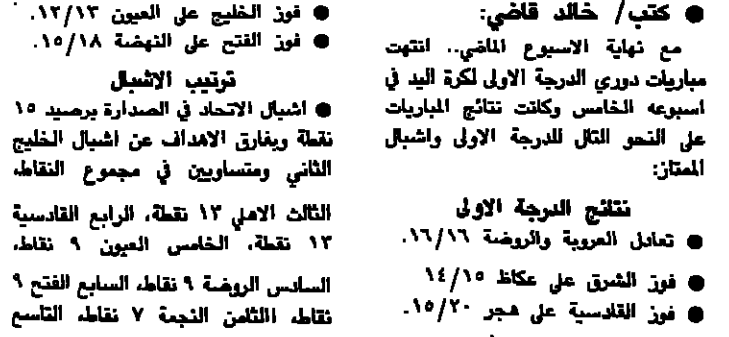 ● كتب/ خالد قاضي:
مع نهاية الاسبوع الماضي.. انتهت
مباريات دوري الدرجة الاولى لكرة اليد في
اسبوعه الخامس وكانت نتائج المباريات
على النحو التال للدرجة الاولى واشبال
الممتاز:
نتائج الدرجة الاولى
● تعادل العروبة والروضة ١٦/١٦.
● فوز الشرق على عكاظ ١٤/١٥
● فوز القادسية على هجر ١٥/٢٠.
● فوز الخليج على العيون ١٢/١٣.
● فوز الفتح على النهضة ١٥/١٨.
ترتيب الاشبال
● اشبال الاتحاد في الصدارة برصيد ١٥
نقطة وبفارق الاهداف عن اشبال الخليج
الثاني ومتساويين في مجموع النقاط،
الثالث الاهلي ١٣ نقطة، الرابع القادسية
١٣ نقطة، الخامس العيون ٩ نقاط،
السادس الروضة ٩ نقاط، السابع الفتح ٩
نقاط، الثامن النجمة ٧ نقاط، التاسع